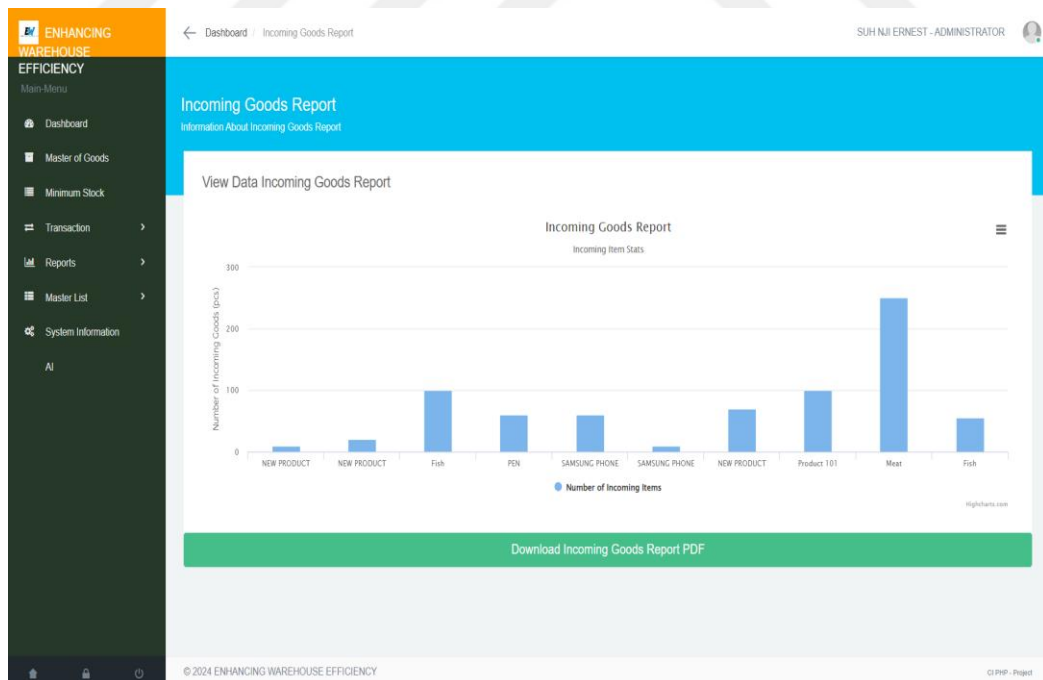 EW ENHANCING
WAREHOUSE
EFFICIENCY
Main-Menu
Dashboard
Master of Goods
Minimum Stock
Transaction
Reports
Master List
System Information
AI
Dashboard / Incoming Goods Report
SUH NJI ERNEST - ADMINISTRATOR
Incoming Goods Report
Information About Incoming Goods Report
View Data Incoming Goods Report
Incoming Goods Report
Incoming Item Stats
Number of Incoming Goods (pcs)
300
200
100
0
NEW PRODUCT NEW PRODUCT Fish PEN SAMSUNG PHONE SAMSUNG PHONE NEW PRODUCT Product 101 Meat Fish
Number of Incoming Items
Highcharts.com
Download Incoming Goods Report PDF
© 2024 ENHANCING WAREHOUSE EFFICIENCY
CI PHP - Project